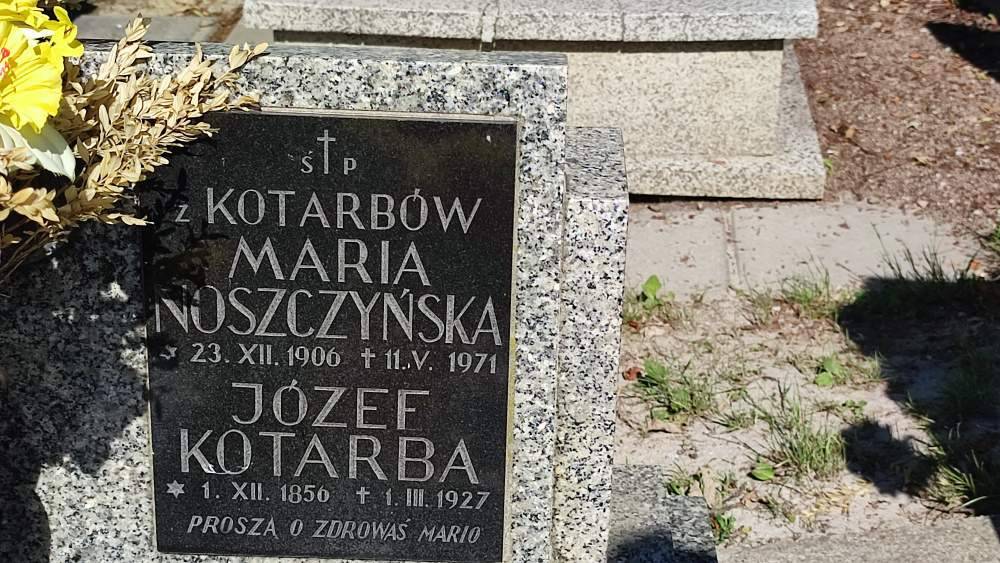 Ś † P
z KOTARBÓW
MARIA
NOSZCZYŃSKA
* 23. XII. 1906 † 11. V. 1971
JÓZEF
KOTARBA
* 1. XII. 1856 † 1. III. 1927
PROSZĄ O ZDROWAŚ MARIO